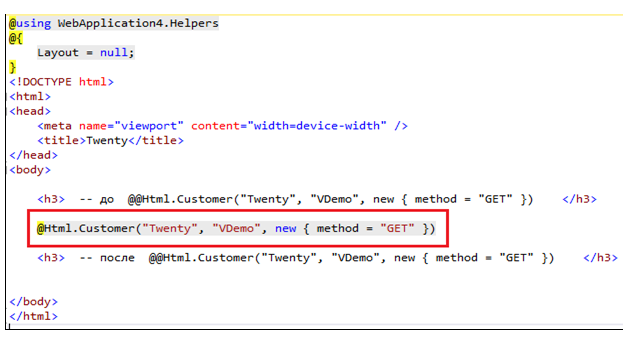 @using WebApplication4.Helpers
@{
    Layout = null;
}
<!DOCTYPE html>
<html>
<head>
    <meta name="viewport" content="width=device-width" />
    <title>Twenty</title>
</head>
<body>
    <h3>  -- до  @@Html.Customer("Twenty", "VDemo", new { method = "GET" })    </h3>
    @Html.Customer("Twenty", "VDemo", new { method = "GET" })
    <h3>  -- после  @@Html.Customer("Twenty", "VDemo", new { method = "GET" })    </h3>
</body>
</html>